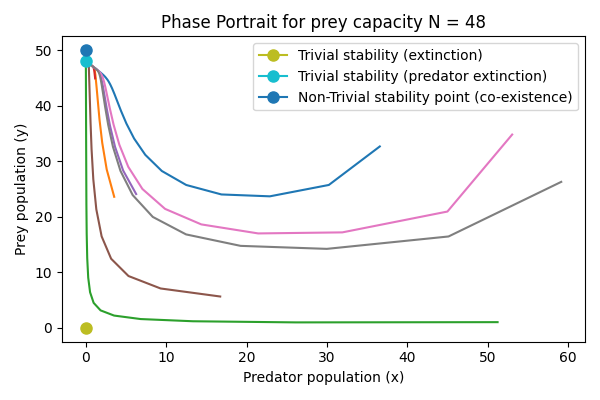 Phase Portrait for prey capacity N = 48
Prey population (y)
50
40
30
20
10
0
Trivial stability (extinction)
Trivial stability (predator extinction)
Non-Trivial stability point (co-existence)
0 10 20 30 40 50 60
Predator population (x)